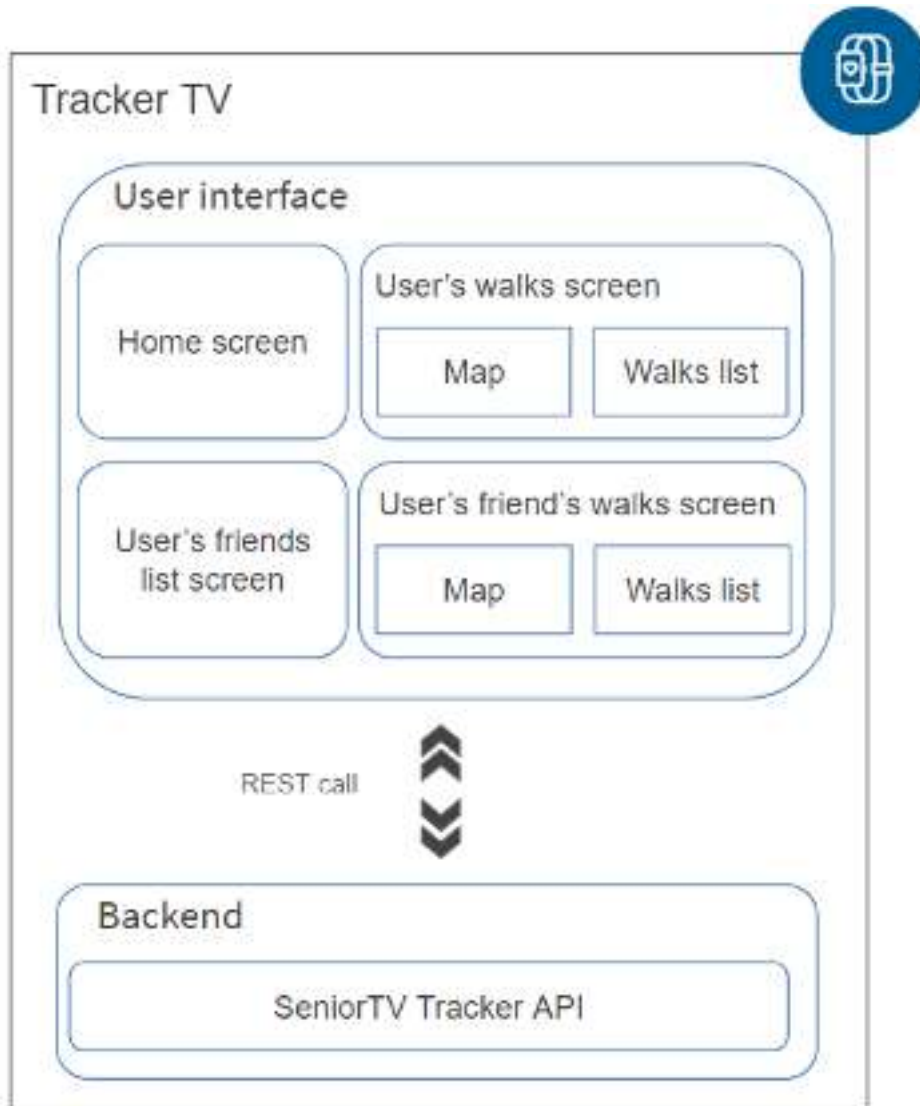 Tracker TV
User interface
Home screen
User's walks screen
Map
Walks list
User's friends
list screen
User's friend's walks screen
Map
Walks list
REST call
Backend
SeniorTV Tracker API